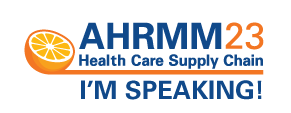 AHRMM23
Health Care Supply Chain
I'M SPEAKING!